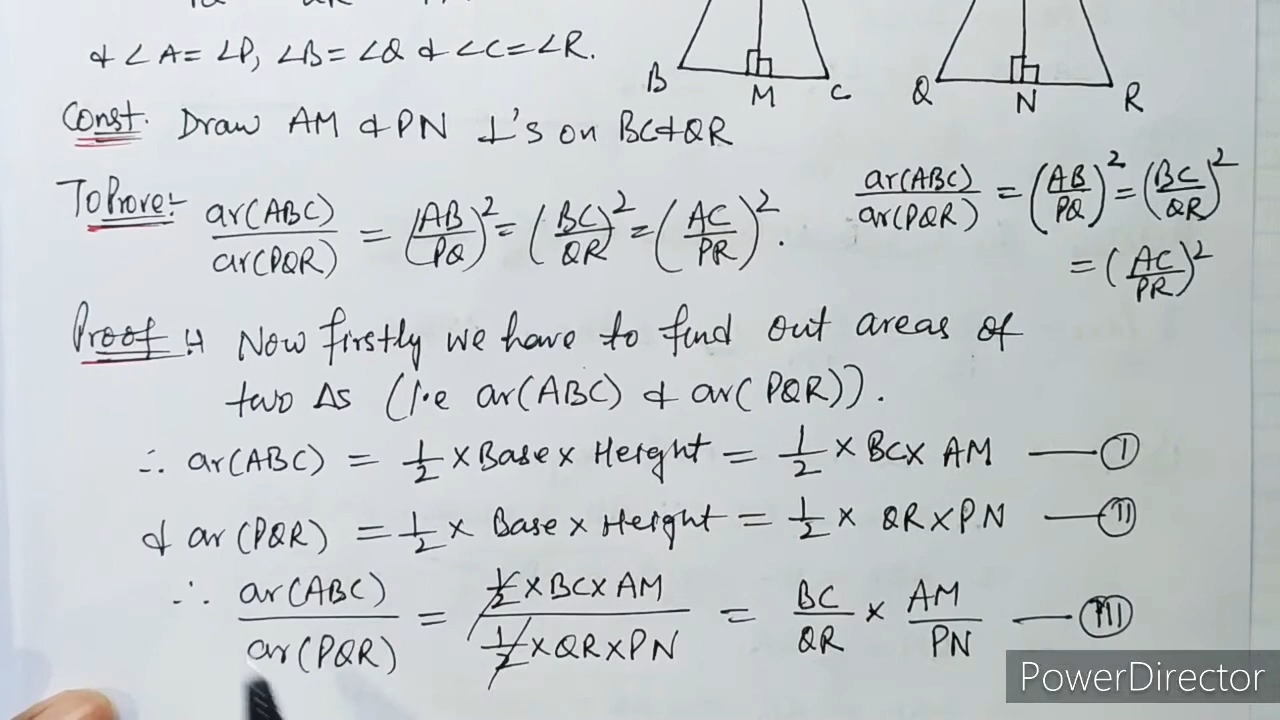 & ∠A=∠P, ∠B=∠Q & ∠C=∠R.
B M C Q N R
Const. Draw AM & PN ⊥'s on BC & QR
To Prove:- ar(ABC)/ar(PQR) = (AB/PQ)² = (BC/QR)² = (AC/PR)².
ar(ABC)/ar(PQR) = (AB/PQ)² = (BC/QR)²
= (AC/PR)²
Proof :- Now firstly we have to find out areas of
two Δs (i.e ar(ABC) & ar(PQR)).
∴ ar(ABC) = 1/2 × Base × Height = 1/2 × BC × AM — (I)
& ar(PQR) = 1/2 × Base × Height = 1/2 × QR × PN — (II)
∴ ar(ABC)/ar(PQR) = 1/2 × BC × AM / 1/2 × QR × PN = BC/QR × AM/PN — (III)
PowerDirector